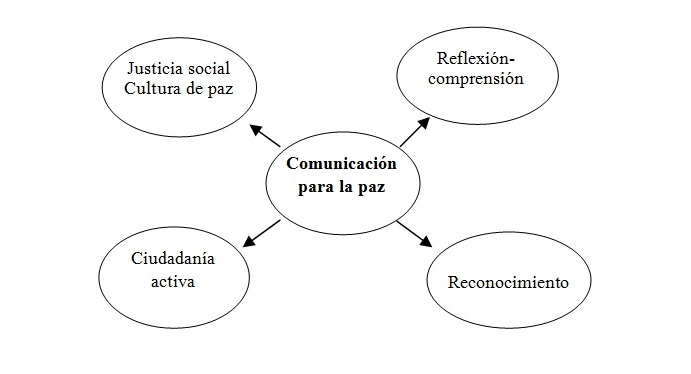 Justicia social
Cultura de paz
Reflexión-
comprensión
Comunicación
para la paz
Ciudadanía
activa
Reconocimiento